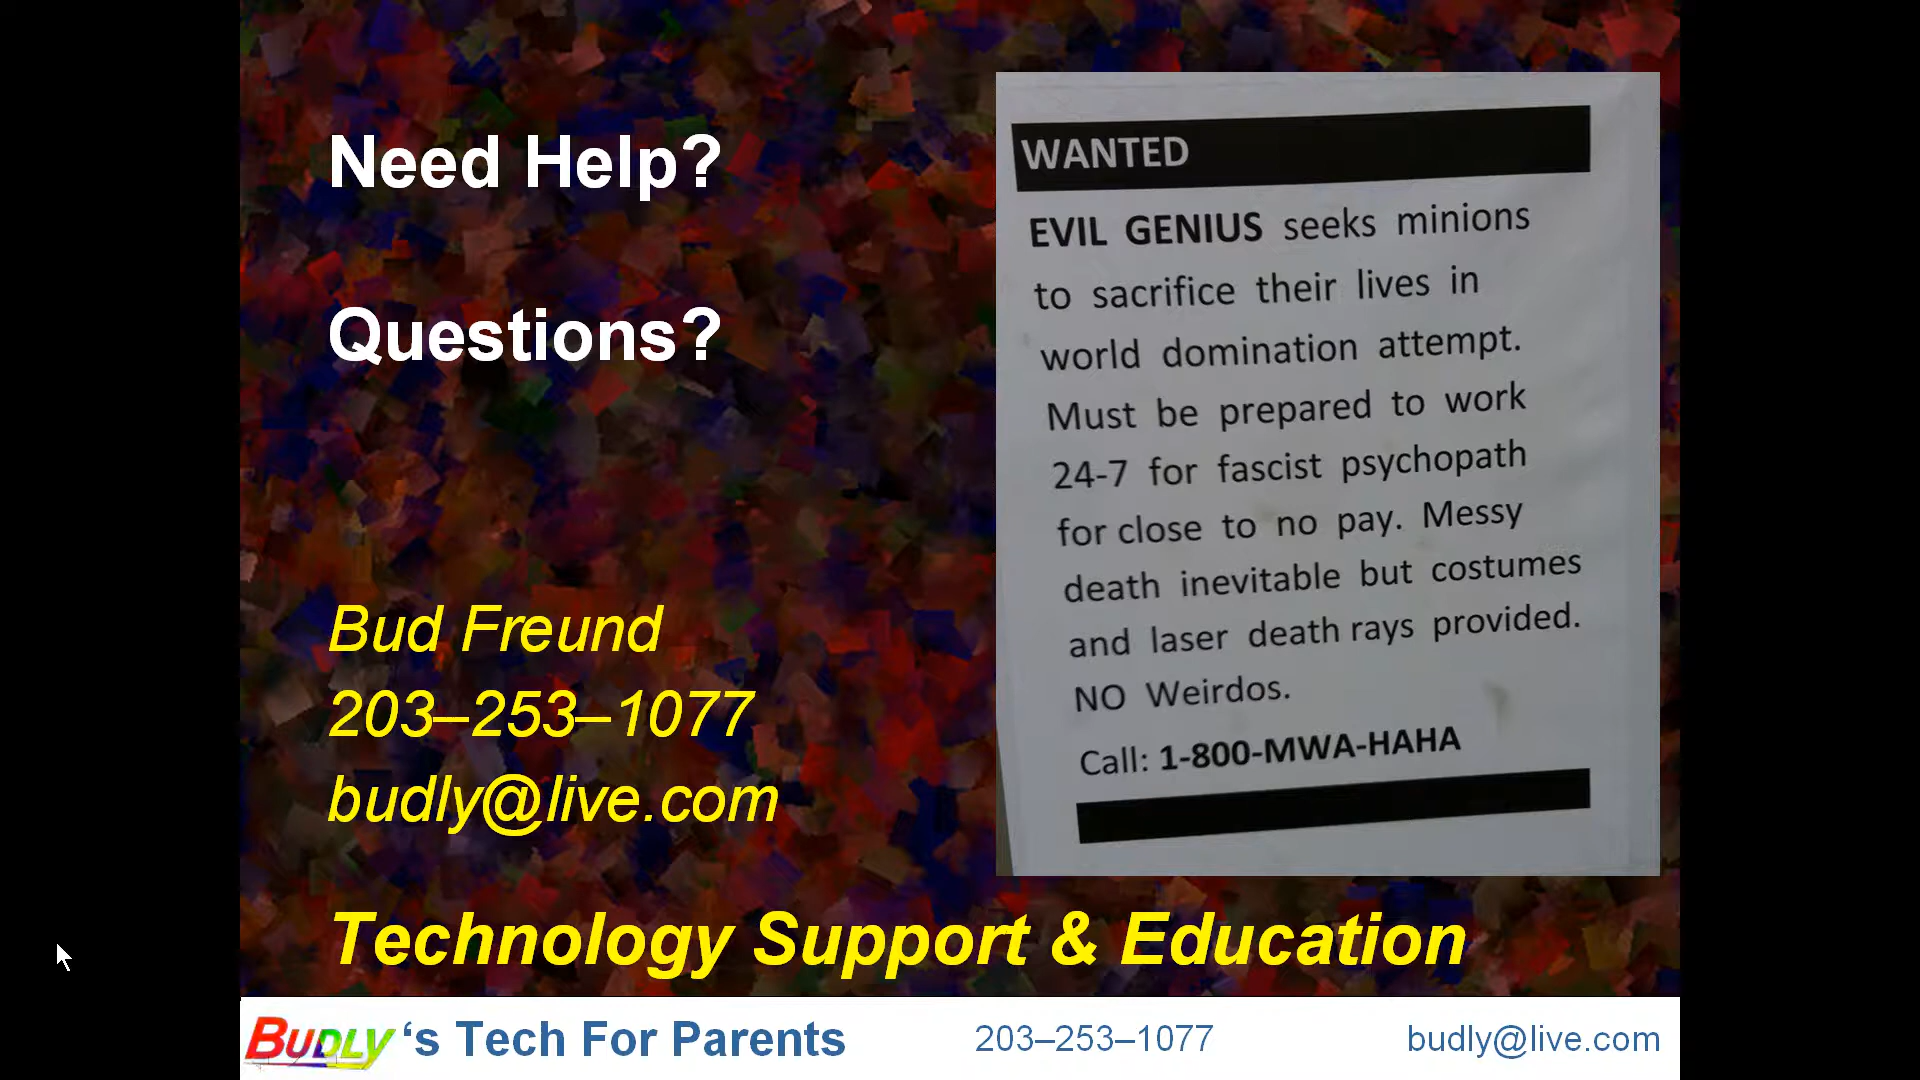 Need Help?
Questions?
Bud Freund
203–253–1077
budly@live.com
Technology Support & Education
WANTED
EVIL GENIUS seeks minions
to sacrifice their lives in
world domination attempt.
Must be prepared to work
24-7 for fascist psychopath
for close to no pay. Messy
death inevitable but costumes
and laser death rays provided.
NO Weirdos.
Call: 1-800-MWA-HAHA
BUDLY ‘s Tech For Parents
203–253–1077
budly@live.com